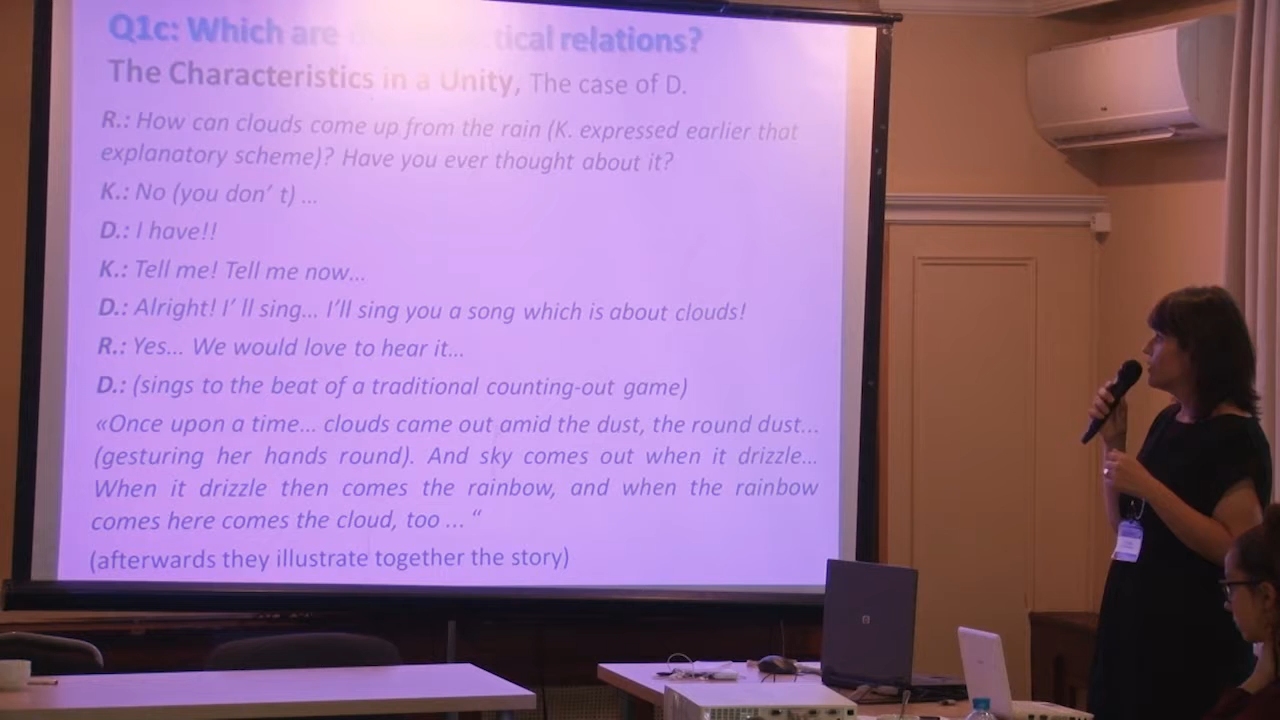 Q1c: Which are tical relations?
The Characteristics in a Unity, The case of D.
R.: How can clouds come up from the rain (K. expressed earlier that
explanatory scheme)? Have you ever thought about it?
K.: No (you don’ t) ...
D.: I have!!
K.: Tell me! Tell me now...
D.: Alright! I’ ll sing... I’ll sing you a song which is about clouds!
R.: Yes... We would love to hear it...
D.: (sings to the beat of a traditional counting-out game)
«Once upon a time... clouds came out amid the dust, the round dust...
(gesturing her hands round). And sky comes out when it drizzle...
When it drizzle then comes the rainbow, and when the rainbow
comes here comes the cloud, too ... “
(afterwards they illustrate together the story)